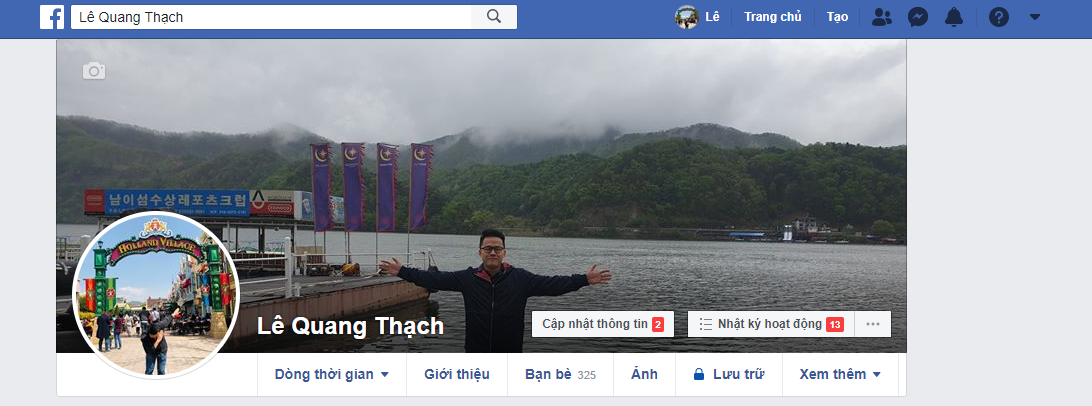 Lê Quang Thạch
Lê
Trang chủ
Tạo
남이섬수상레포츠크럽
HOLLAND VILLAGE
Lê Quang Thạch
Cập nhật thông tin 2
Nhật ký hoạt động 13
Dòng thời gian
Giới thiệu
Bạn bè 325
Ảnh
Lưu trữ
Xem thêm